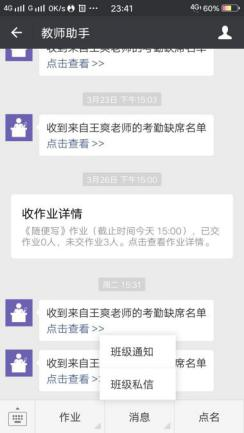 4G G 0K/s 23:41 4G 60%
教师助手
收到来自王爽老师的考勤缺席名单
点击查看 >>
3月23日 下午15:03
收到来自王爽老师的考勤缺席名单
点击查看 >>
3月26日 下午15:00
收作业详情
《随便写》作业（截止时间今天 15:00），已交
作业0人，未交作业3人。点击查看作业详情。
周二 15:31
收到来自王爽老师的考勤缺席名单
点击查看 >>
班级通知
收到来自王爽老师的考勤缺席名单
班级私信
作业 消息 点名